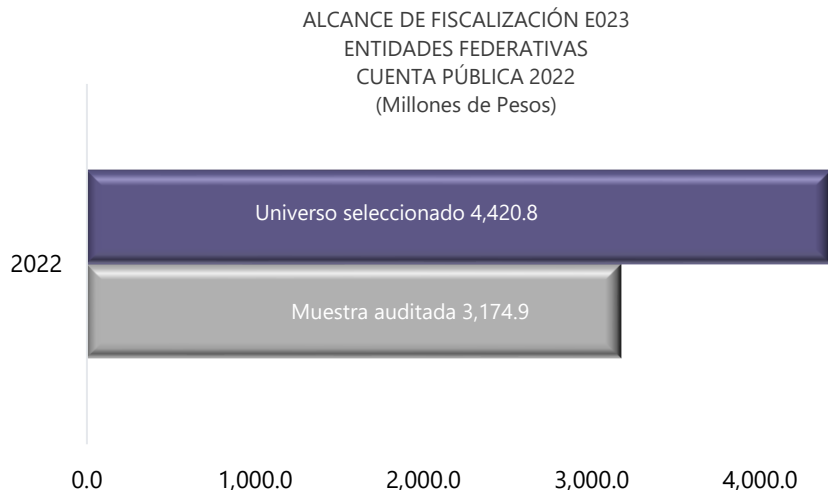 ALCANCE DE FISCALIZACIÓN E023
ENTIDADES FEDERATIVAS
CUENTA PÚBLICA 2022
(Millones de Pesos)
Universo seleccionado 4,420.8
2022
Muestra auditada 3,174.9
0.0 1,000.0 2,000.0 3,000.0 4,000.0